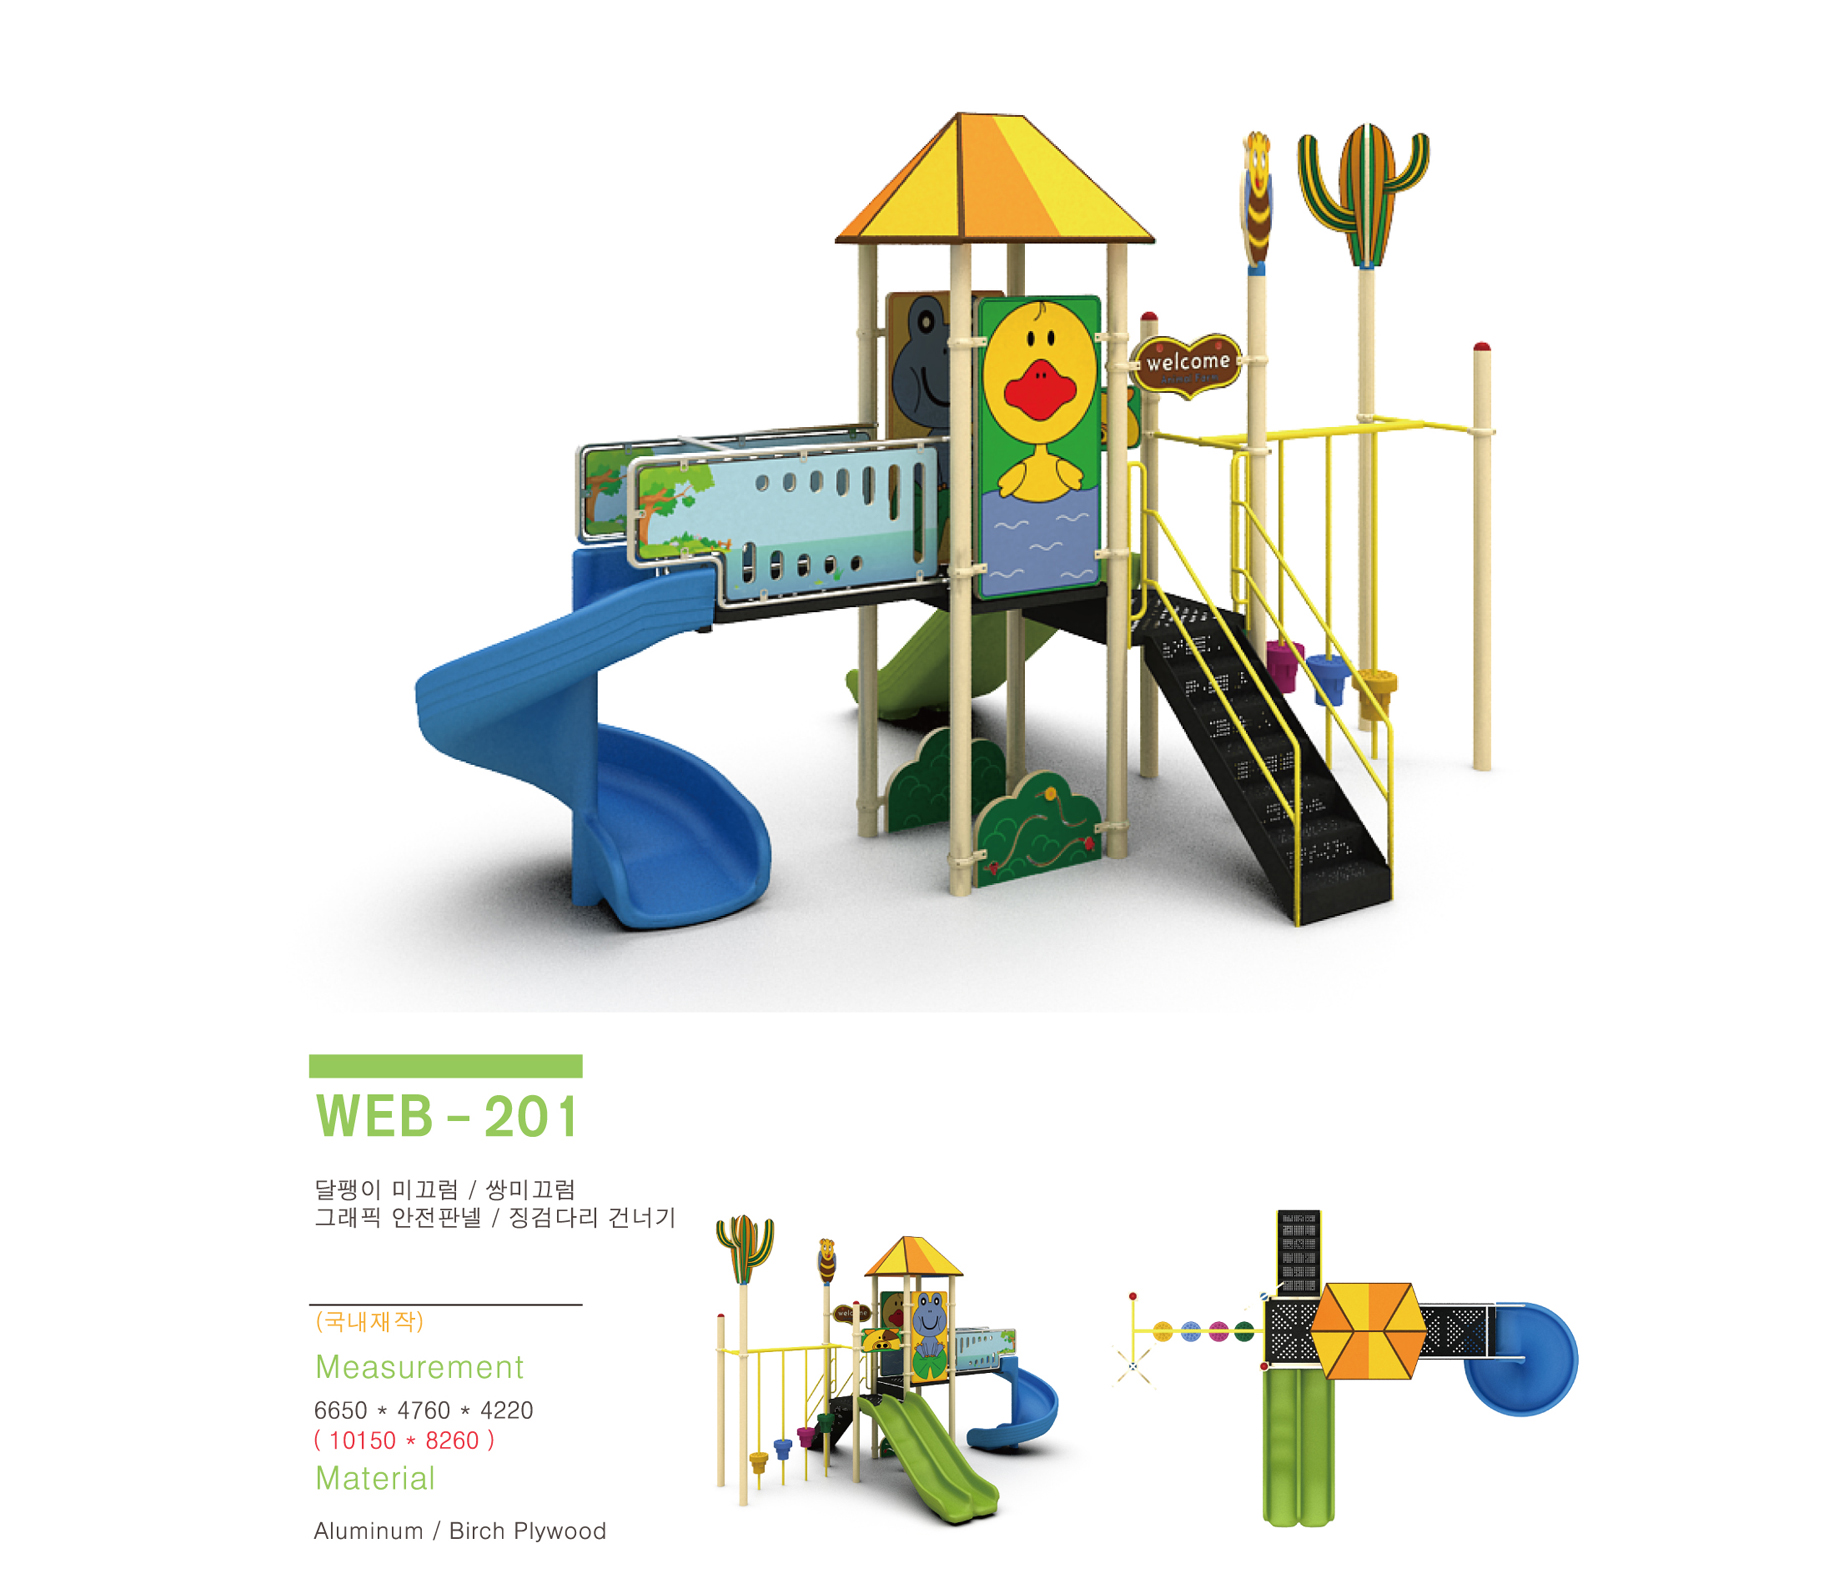 welcome
WEB - 201
달팽이 미끄럼 / 쌍미끄럼
그래픽 안전판넬 / 징검다리 건너기
(국내재작)
Measurement
6650 * 4760 * 4220
( 10150 * 8260 )
Material
Aluminum / Birch Plywood